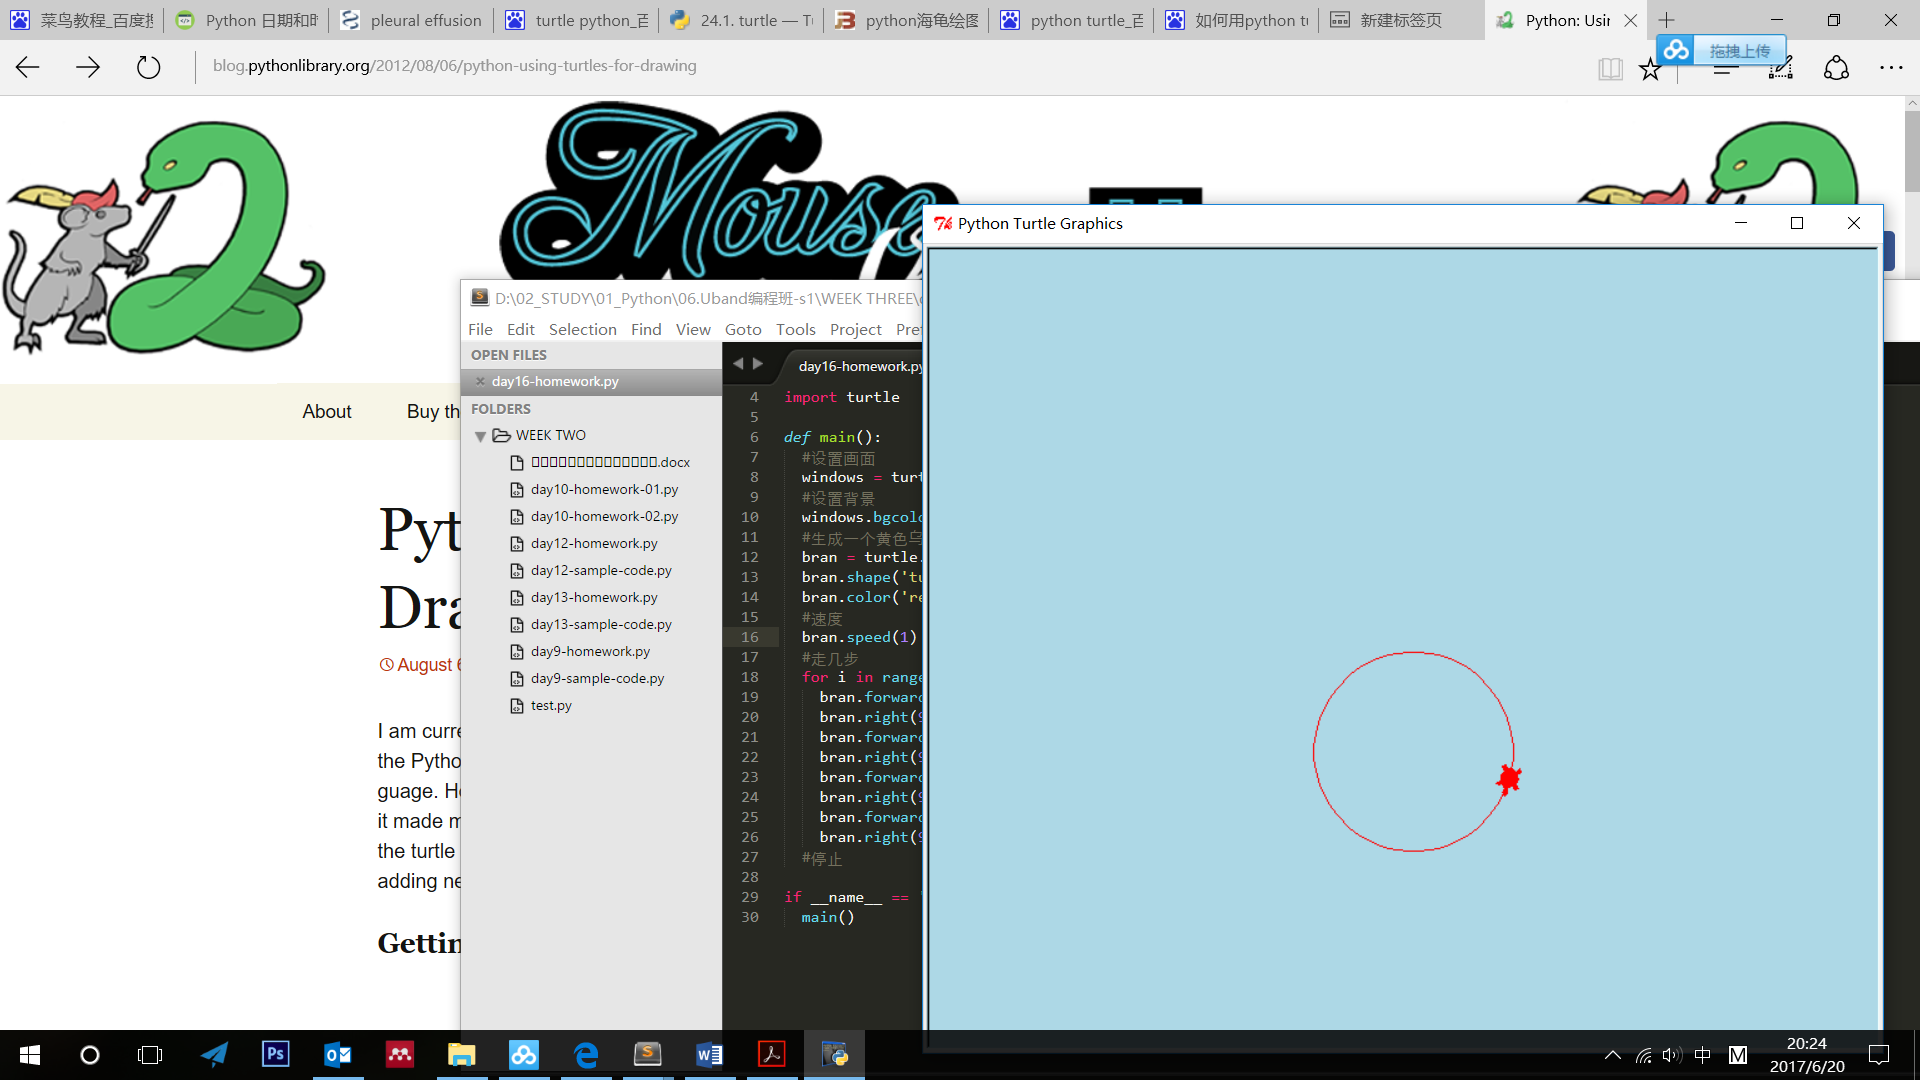 菜鸟教程_百度搜
Python 日期和时
pleural effusion
turtle python_百
24.1. turtle — Tu
python海龟绘图
python turtle_百
如何用python tu
新建标签页
Python: Usin
拖拽上传
blog.pythonlibrary.org/2012/08/06/python-using-turtles-for-drawing
Mouse
Python Turtle Graphics
D:\02_STUDY\01_Python\06.Uband编程班-s1\WEEK THREE\
File Edit Selection Find View Goto Tools Project Pref
OPEN FILES
day16-homework.py
FOLDERS
WEEK TWO
.docx
day10-homework-01.py
day10-homework-02.py
day12-homework.py
day12-sample-code.py
day13-homework.py
day13-sample-code.py
day9-homework.py
day9-sample-code.py
test.py
day16-homework.py
4 import turtle
5
6 def main():
7 #设置画面
8 windows = turt
9 #设置背景
10 windows.bgcolo
11 #生成一个黄色乌
12 bran = turtle.
13 bran.shape('tu
14 bran.color('re
15 #速度
16 bran.speed(1)
17 #走几步
18 for i in range
19 bran.forward
20 bran.right(9
21 bran.forward
22 bran.right(9
23 bran.forward
24 bran.right(9
25 bran.forward
26 bran.right(9
27 #停止
28
29 if __name__ == '
30 main()
About Buy th
Pyt
Dra
August 6
I am curre
the Pytho
guage. He
it made m
the turtle
adding ne
Gettin
中 M
20:24
2017/6/20